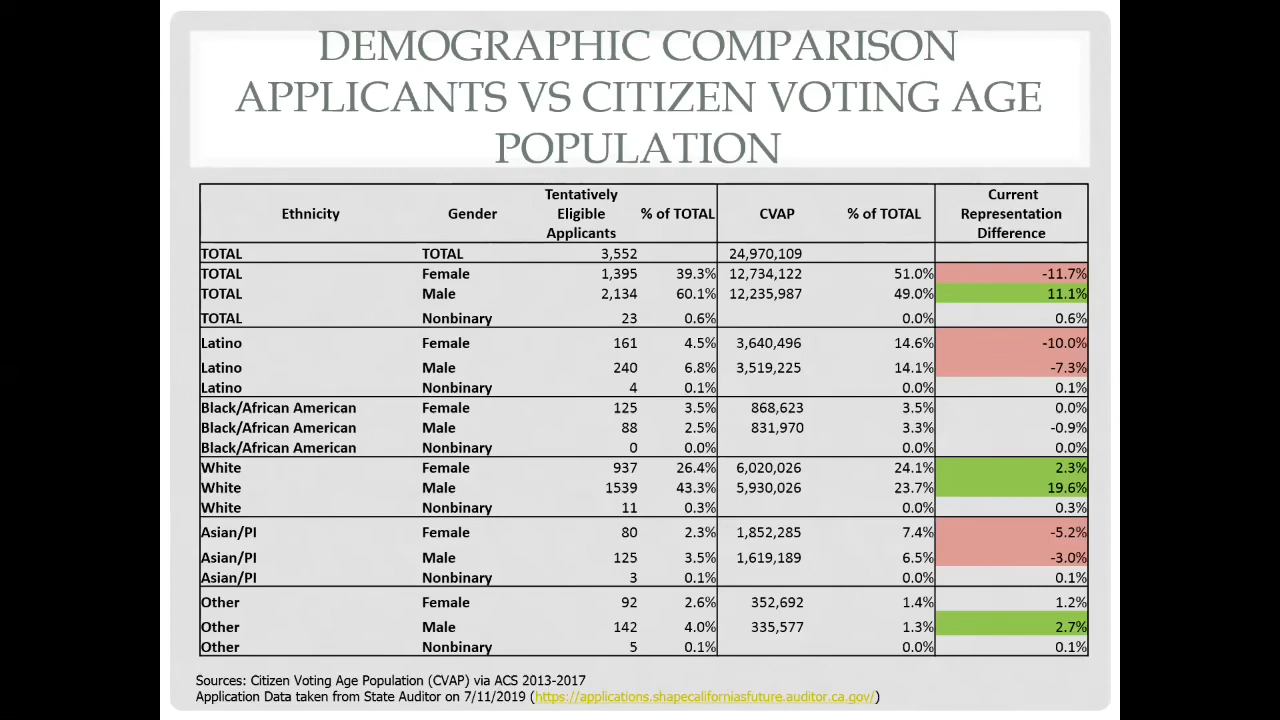 DEMOGRAPHIC COMPARISON
APPLICANTS VS CITIZEN VOTING AGE
POPULATION
Ethnicity Gender Tentatively Eligible Applicants % of TOTAL CVAP % of TOTAL Current Representation Difference
TOTAL TOTAL 3,552 24,970,109
TOTAL Female 1,395 39.3% 12,734,122 51.0% -11.7%
TOTAL Male 2,134 60.1% 12,235,987 49.0% 11.1%
TOTAL Nonbinary 23 0.6% 0.0% 0.6%
Latino Female 161 4.5% 3,640,496 14.6% -10.0%
Latino Male 240 6.8% 3,519,225 14.1% -7.3%
Latino Nonbinary 4 0.1% 0.0% 0.1%
Black/African American Female 125 3.5% 868,623 3.5% 0.0%
Black/African American Male 88 2.5% 831,970 3.3% -0.9%
Black/African American Nonbinary 0 0.0% 0.0% 0.0%
White Female 937 26.4% 6,020,026 24.1% 2.3%
White Male 1539 43.3% 5,930,026 23.7% 19.6%
White Nonbinary 11 0.3% 0.0% 0.3%
Asian/PI Female 80 2.3% 1,852,285 7.4% -5.2%
Asian/PI Male 125 3.5% 1,619,189 6.5% -3.0%
Asian/PI Nonbinary 3 0.1% 0.0% 0.1%
Other Female 92 2.6% 352,692 1.4% 1.2%
Other Male 142 4.0% 335,577 1.3% 2.7%
Other Nonbinary 5 0.1% 0.0% 0.1%
Sources: Citizen Voting Age Population (CVAP) via ACS 2013-2017
Application Data taken from State Auditor on 7/11/2019 (https://applications.shapecaliforniasfuture.auditor.ca.gov/)